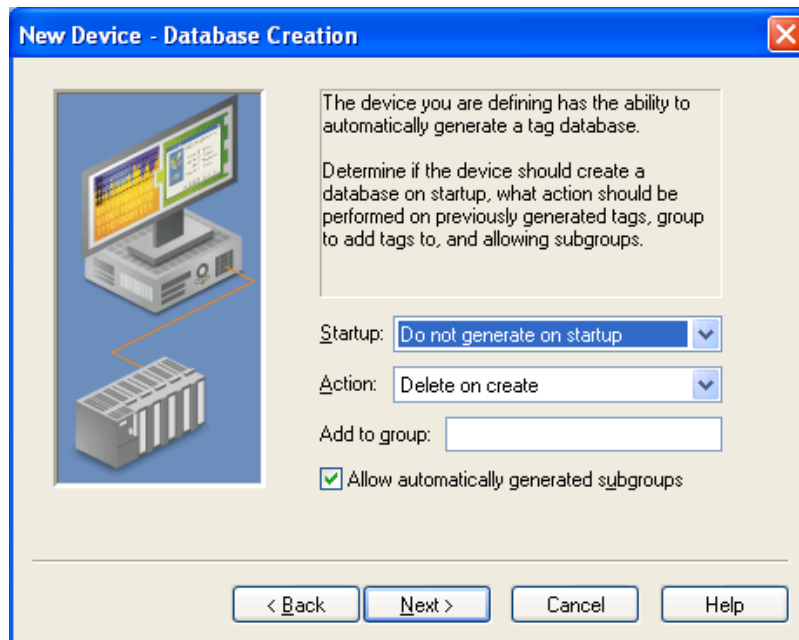 New Device - Database Creation
The device you are defining has the ability to
automatically generate a tag database.
Determine if the device should create a
database on startup, what action should be
performed on previously generated tags, group
to add tags to, and allowing subgroups.
Startup: Do not generate on startup
Action: Delete on create
Add to group:
Allow automatically generated subgroups
< Back Next > Cancel Help